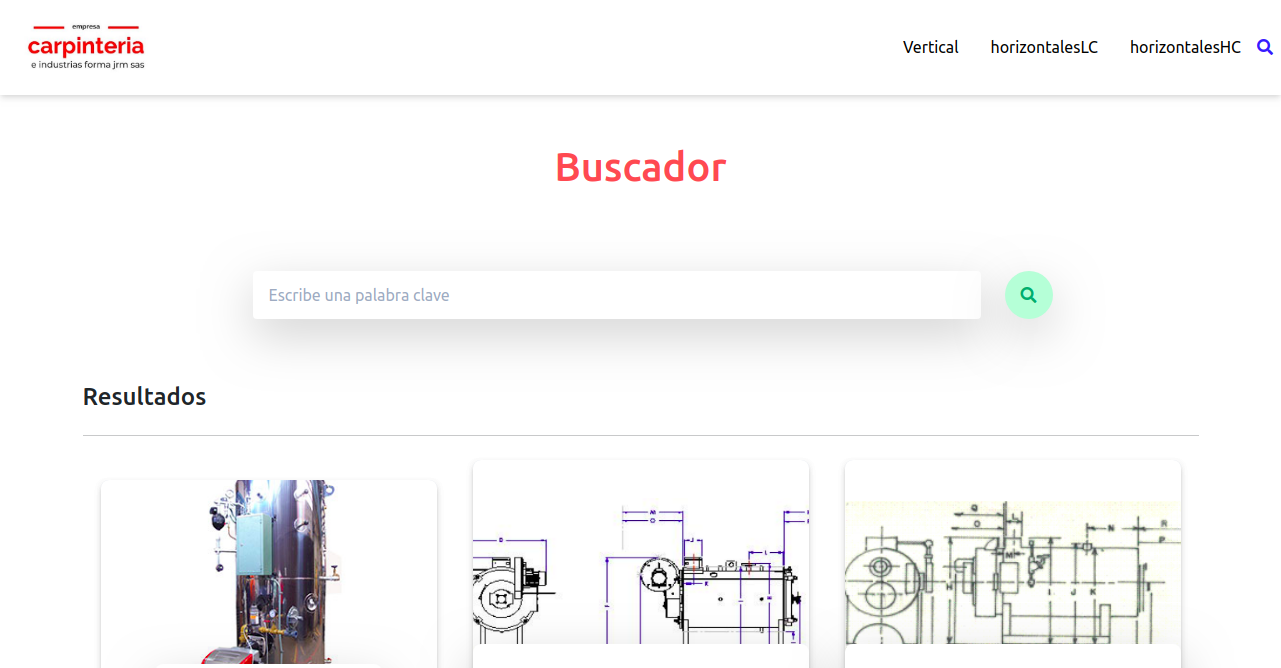 empresa
carpinteria
e industrias forma jrm sas
Vertical
horizontalesLC
horizontalesHC
Buscador
Escribe una palabra clave
Resultados
D
J
L
Q
L
O
N
R
P
M
H
I
J
K